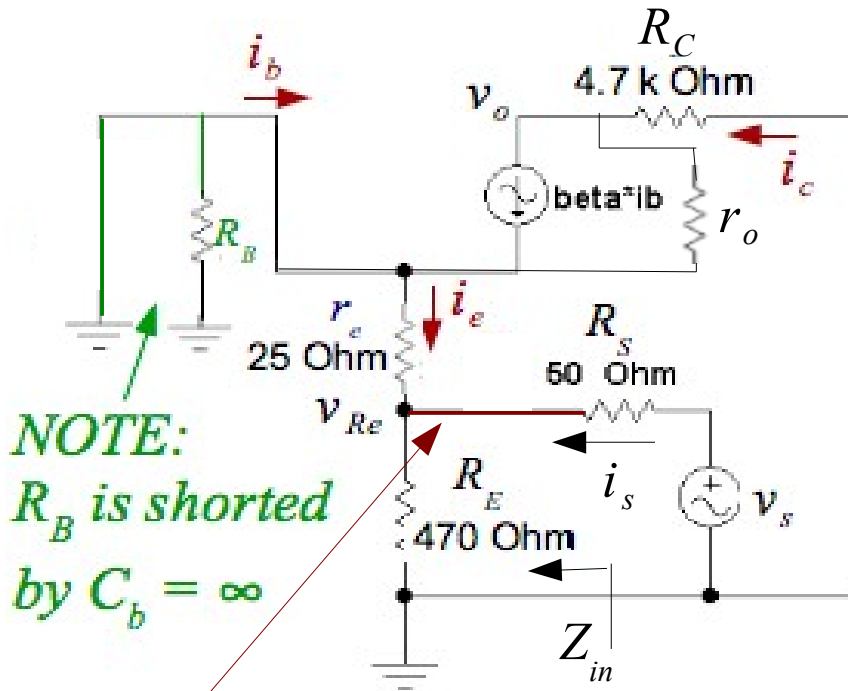 i_b
R_C
4.7 k Ohm
v_o
i_c
beta*ib
r_o
R_B
r_e
i_e
25 Ohm
R_S
50 Ohm
v_Re
i_s
R_E
470 Ohm
+
v_s
NOTE:
R_B is shorted
by C_b = ∞
Z_in